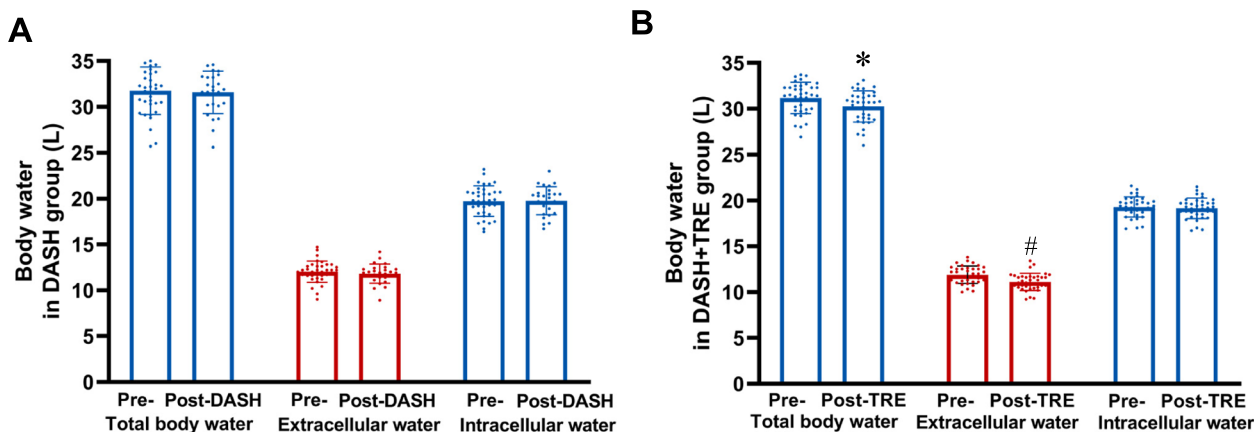 A
Body water
in DASH group (L)
35
30
25
20
15
10
5
0
Pre- Post-DASH Pre- Post-DASH Pre- Post-DASH
Total body water Extracellular water Intracellular water
B
Body water
in DASH+TRE group (L)
35
30
25
20
15
10
5
0
*
#
Pre- Post-TRE Pre- Post-TRE Pre- Post-TRE
Total body water Extracellular water Intracellular water